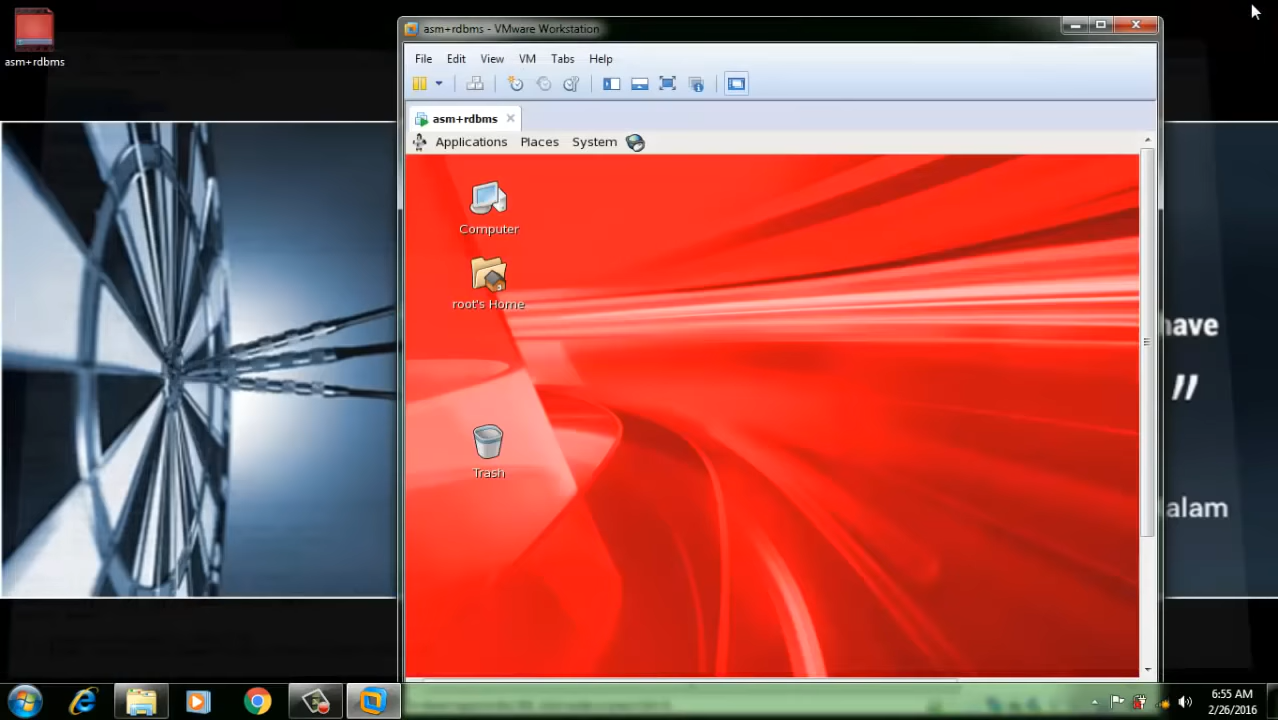 asm+rdbms
asm+rdbms - VMware Workstation
File Edit View VM Tabs Help
asm+rdbms
Applications Places System
Computer
root's Home
Trash
have
”
alam
6:55 AM
2/26/2016